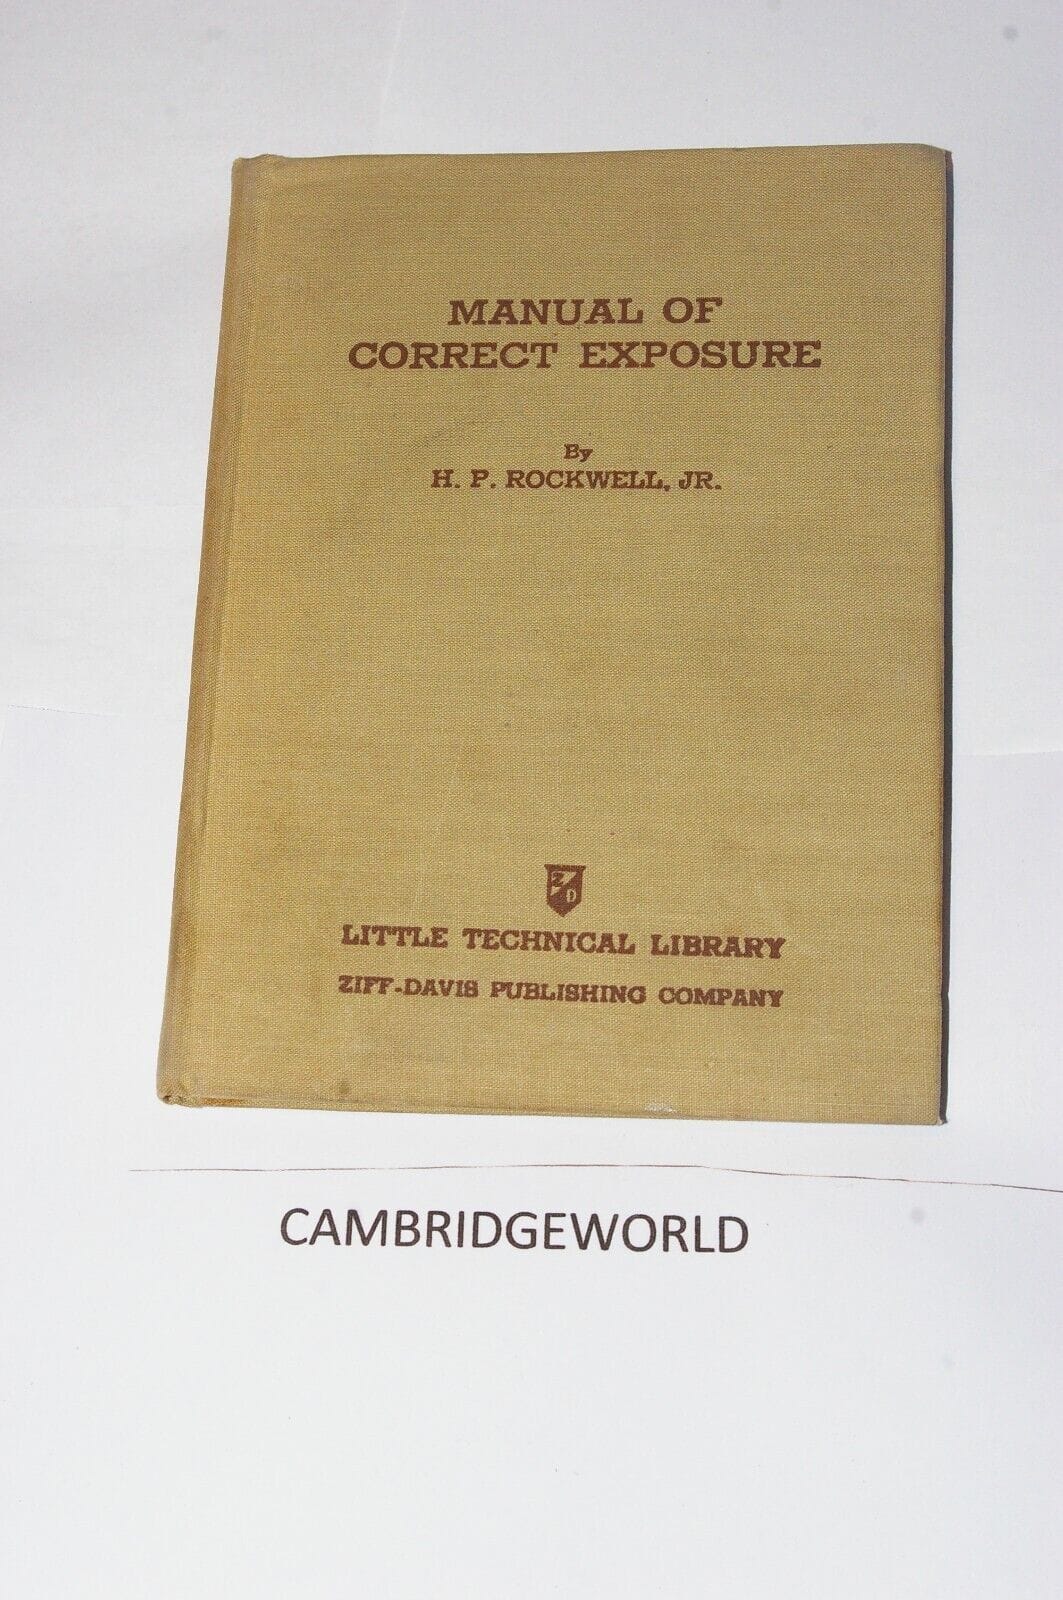 MANUAL OF
CORRECT EXPOSURE
By
H. P. ROCKWELL, JR.
Z
D
LITTLE TECHNICAL LIBRARY
ZIFF-DAVIS PUBLISHING COMPANY
CAMBRIDGEWORLD